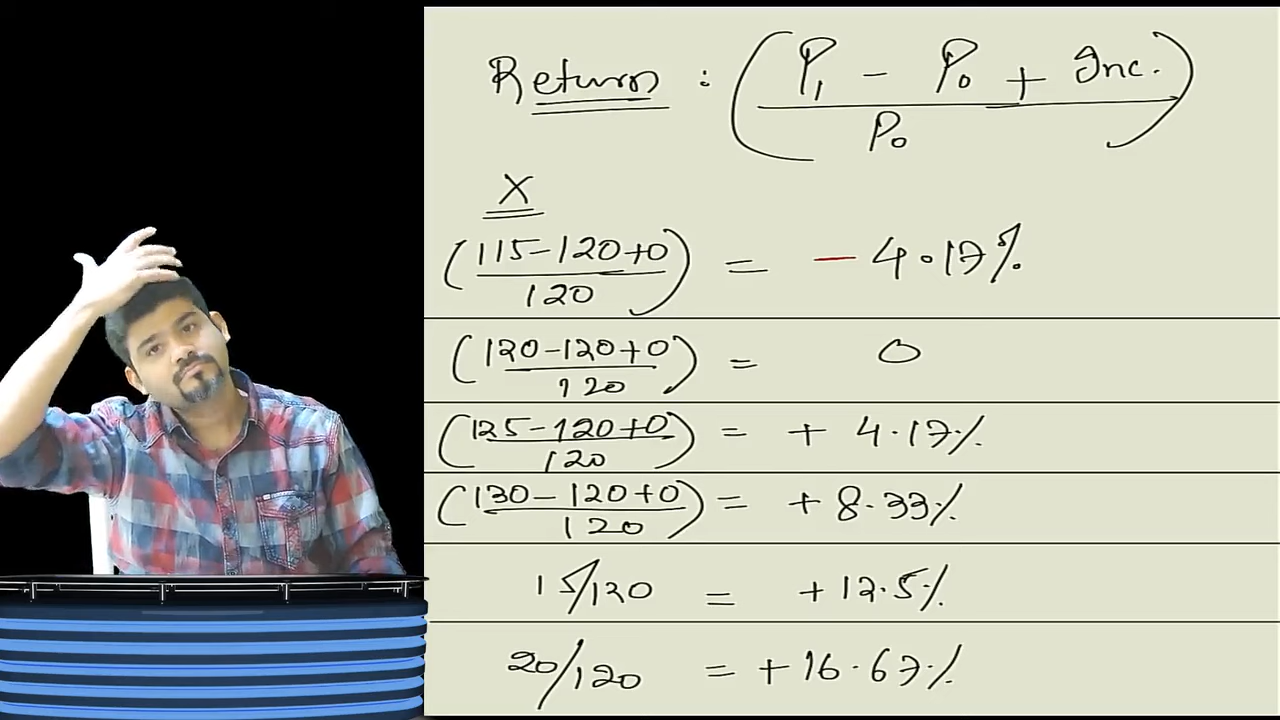 Return : (P₁ - P₀ + Inc. / P₀)
X
(115-120+0 / 120) = - 4.17%
(120-120+0 / 120) = 0
(125-120+0 / 120) = + 4.17%
(130-120+0 / 120) = +8.33%
15/120 = +12.5%
20/120 = +16.67%